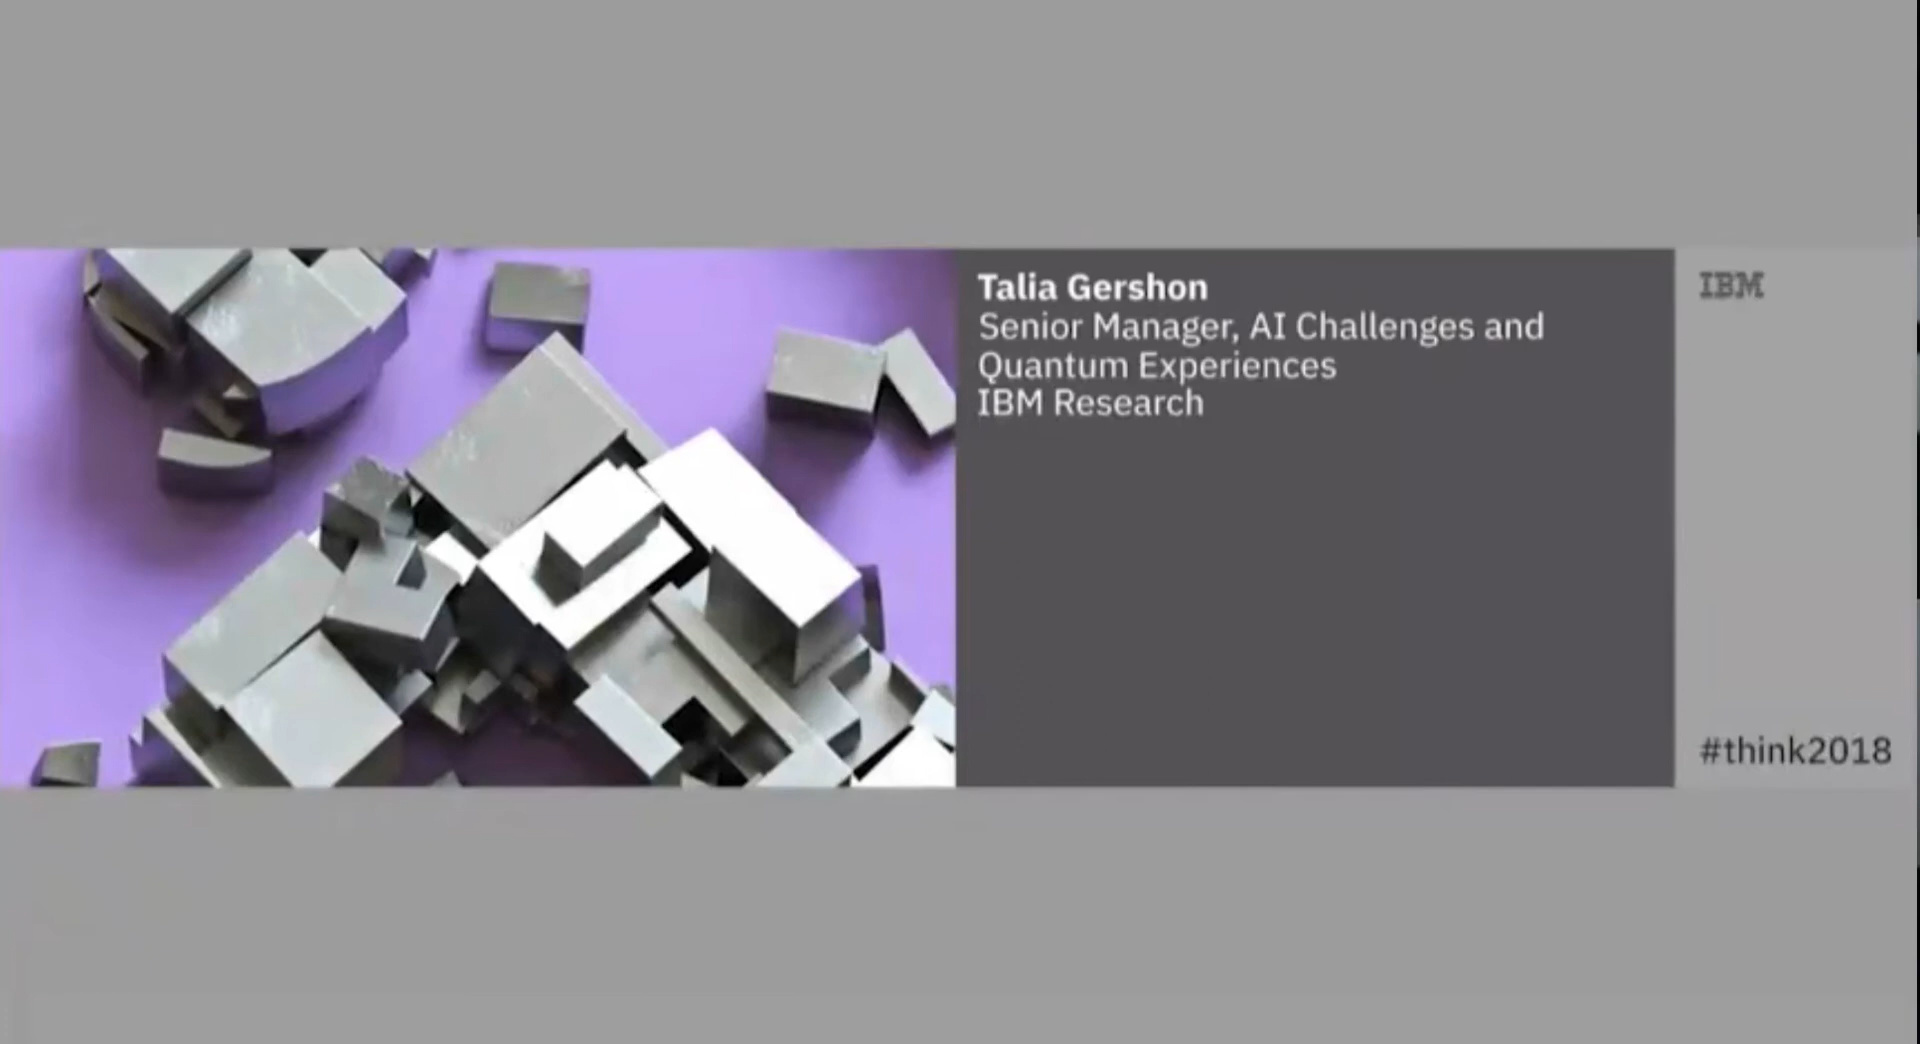 Talia Gershon
Senior Manager, AI Challenges and
Quantum Experiences
IBM Research
IBM
#think2018